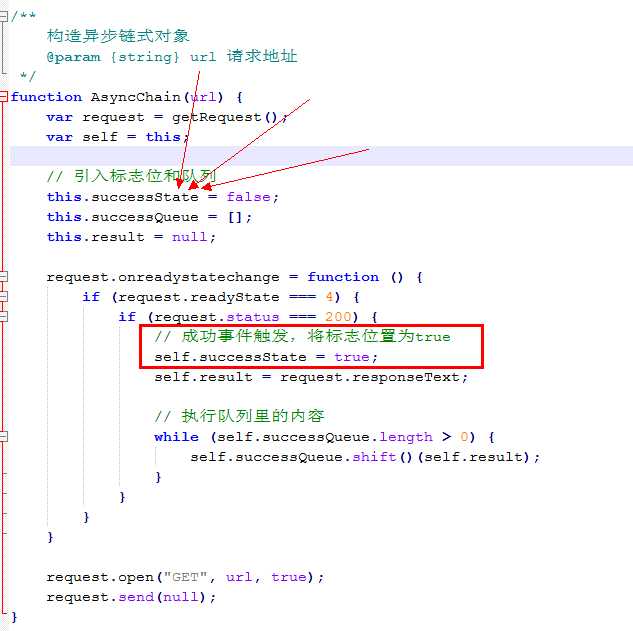 /**
构造异步链式对象
@param {string} url 请求地址
*/
function AsyncChain(url) {
var request = getRequest();
var self = this;
// 引入标志位和队列
this.successState = false;
this.successQueue = [];
this.result = null;
request.onreadystatechange = function () {
if (request.readyState === 4) {
if (request.status === 200) {
// 成功事件触发，将标志位置为true
self.successState = true;
self.result = request.responseText;
// 执行队列里的内容
while (self.successQueue.length > 0) {
self.successQueue.shift()(self.result);
}
}
}
}
request.open("GET", url, true);
request.send(null);
}